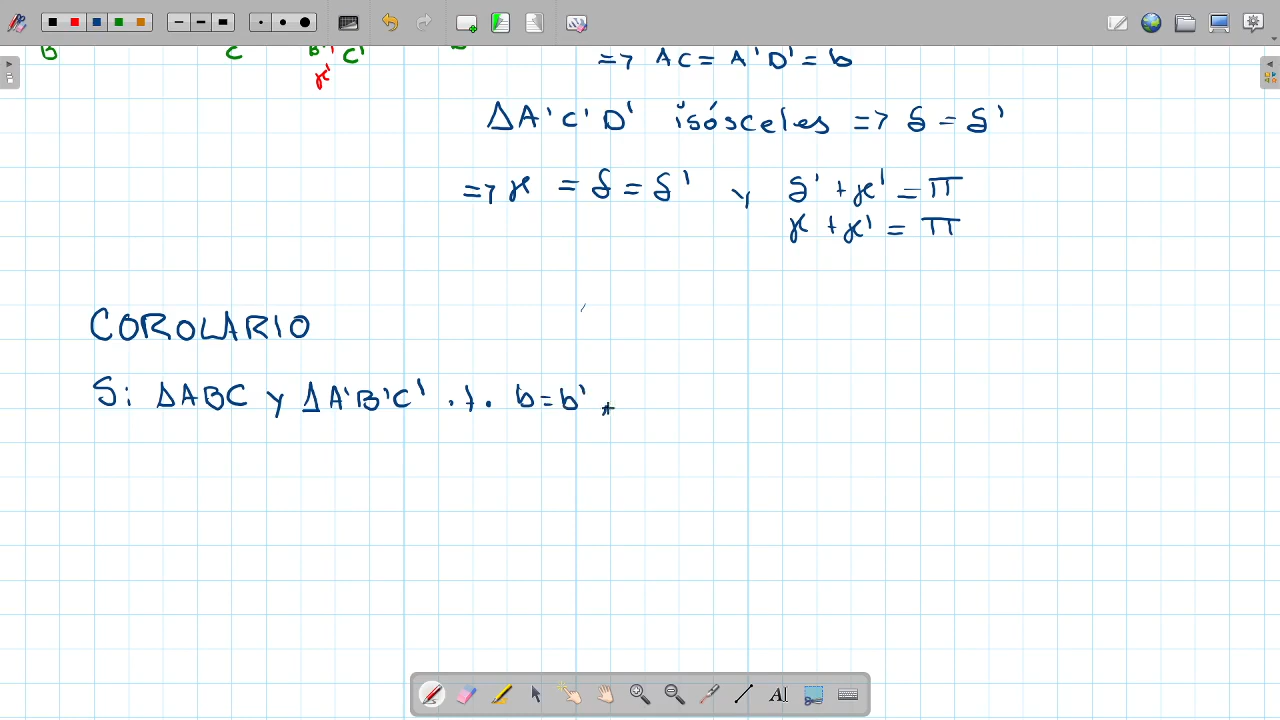 B C B' C'
γ'
=> AC = A'D' = b
ΔA'C'D' isósceles => δ = δ'
=> γ = δ = δ' y δ' + γ' = π
γ + γ' = π
COROLARIO
Si ΔABC y ΔA'B'C' .t. b = b'